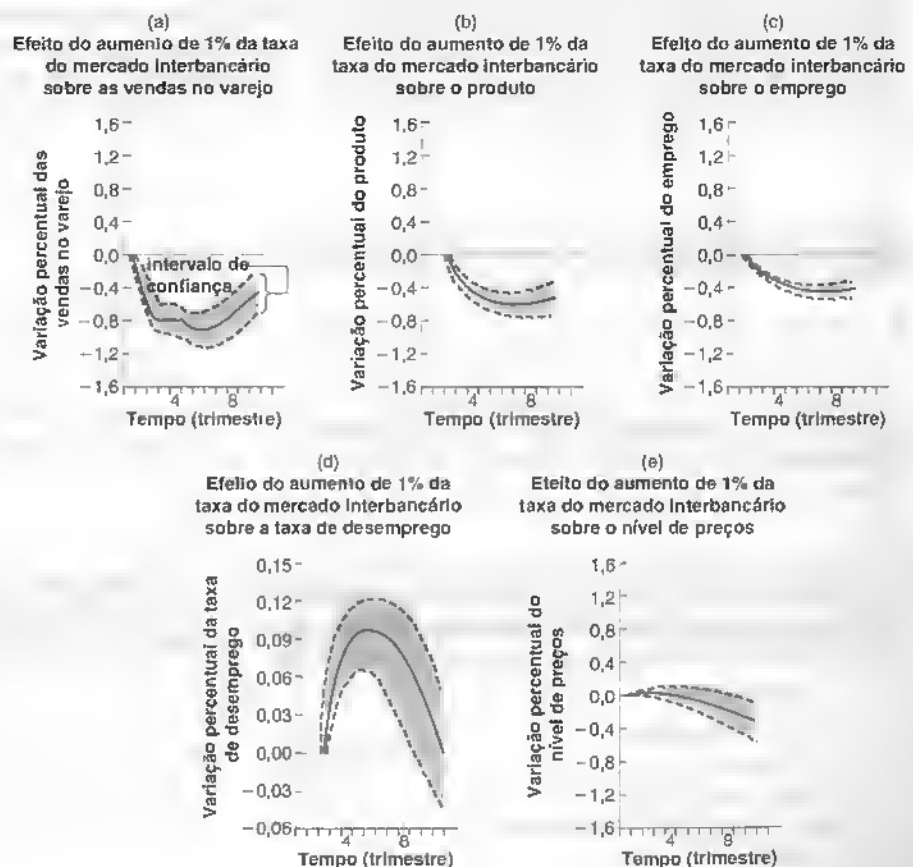 (a)
Efeito do aumento de 1% da taxa
do mercado interbancário
sobre as vendas no varejo
Variação percentual das
vendas no varejo
1,6
1,2
0,8
0,4
0,0
−0,4
−0,8
−1,2
−1,6
Intervalo de
confiança
4
8
Tempo (trimestre)
(b)
Efeito do aumento de 1% da
taxa do mercado interbancário
sobre o produto
Variação percentual do produto
1,6
1,2
0,8
0,4
0,0
−0,4
−0,8
−1,2
−1,6
4
8
Tempo (trimestre)
(c)
Efeito do aumento de 1% da
taxa do mercado interbancário
sobre o emprego
Variação percentual do emprego
1,6
1,2
0,8
0,4
0,0
−0,4
−0,8
−1,2
−1,6
4
8
Tempo (trimestre)
(d)
Efeito do aumento de 1% da
taxa do mercado interbancário
sobre a taxa de desemprego
Variação percentual da taxa
de desemprego
0,15
0,12
0,09
0,06
0,03
0,00
−0,03
−0,06
4
8
Tempo (trimestre)
(e)
Efeito do aumento de 1% da
taxa do mercado interbancário
sobre o nível de preços
Variação percentual do
nível de preços
1,6
1,2
0,8
0,4
0,0
−0,4
−0,8
−1,2
−1,6
4
8
Tempo (trimestre)